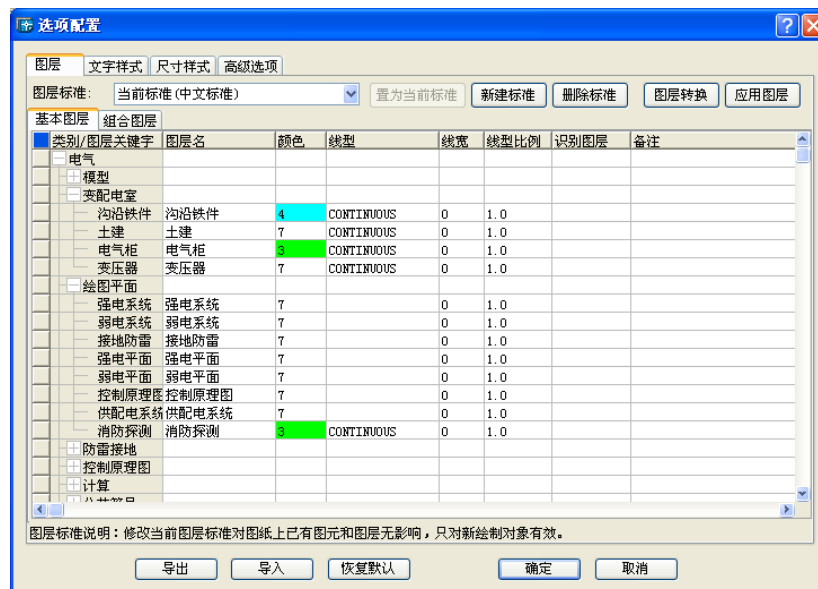 选项配置
图层 文字样式 尺寸样式 高级选项
图层标准: 当前标准(中文标准) 置为当前标准 新建标准 删除标准 图层转换 应用图层
基本图层 组合图层
类别/图层关键字 图层名 颜色 线型 线宽 线型比例 识别图层 备注
电气
模型
变配电室
沟沿铁件 沟沿铁件 4 CONTINUOUS 0 1.0
土建 土建 7 CONTINUOUS 0 1.0
电气柜 电气柜 3 CONTINUOUS 0 1.0
变压器 变压器 7 CONTINUOUS 0 1.0
绘图平面
强电系统 强电系统 7 0 1.0
弱电系统 弱电系统 7 0 1.0
接地防雷 接地防雷 7 0 1.0
强电平面 强电平面 7 0 1.0
弱电平面 弱电平面 7 0 1.0
控制原理图 控制原理图 7 0 1.0
供配电系统 供配电系统 7 0 1.0
消防探测 消防探测 3 CONTINUOUS 0 1.0
防雷接地
控制原理图
计算
图层标准说明：修改当前图层标准对图纸上已有图元和图层无影响，只对新绘制对象有效。
导出 导入 恢复默认 确定 取消